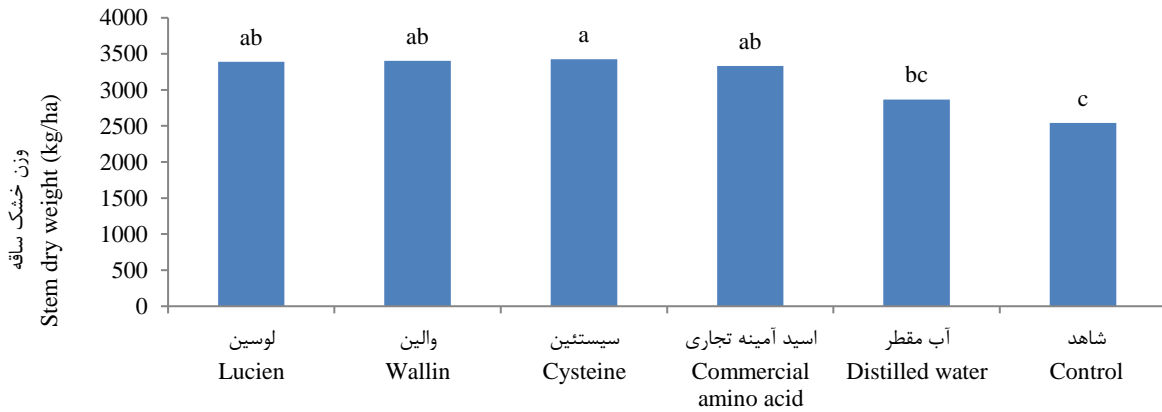 4000
3500
3000
2500
2000
1500
1000
500
0
وزن خشک ساقه
Stem dry weight (kg/ha)
ab
ab
a
ab
bc
c
لوسین
والین
سیستئین
اسید آمینه تجاری
آب مقطر
شاهد
Lucien
Wallin
Cysteine
Commercial
amino acid
Distilled water
Control